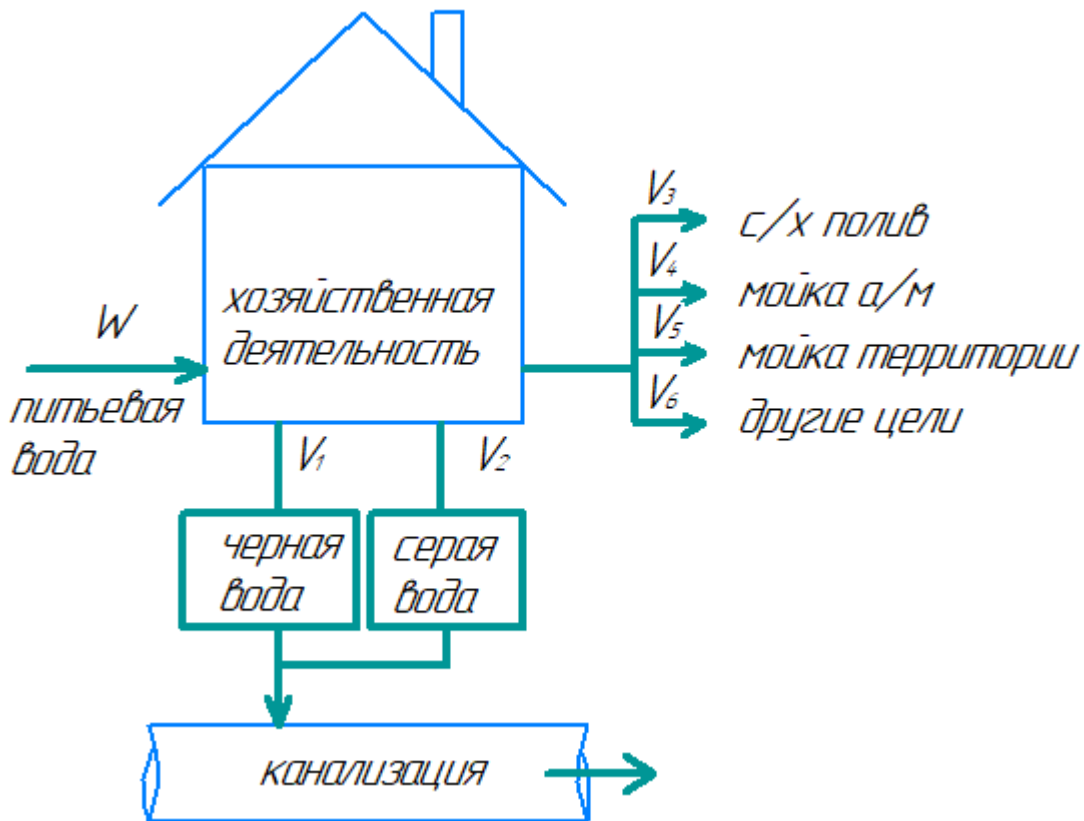 W
питьевая
вода
хозяйственная
деятельность
V₃
с/х полив
V₄
мойка а/м
V₅
мойка территории
V₆
другие цели
V₁
V₂
черная
вода
серая
вода
канализация